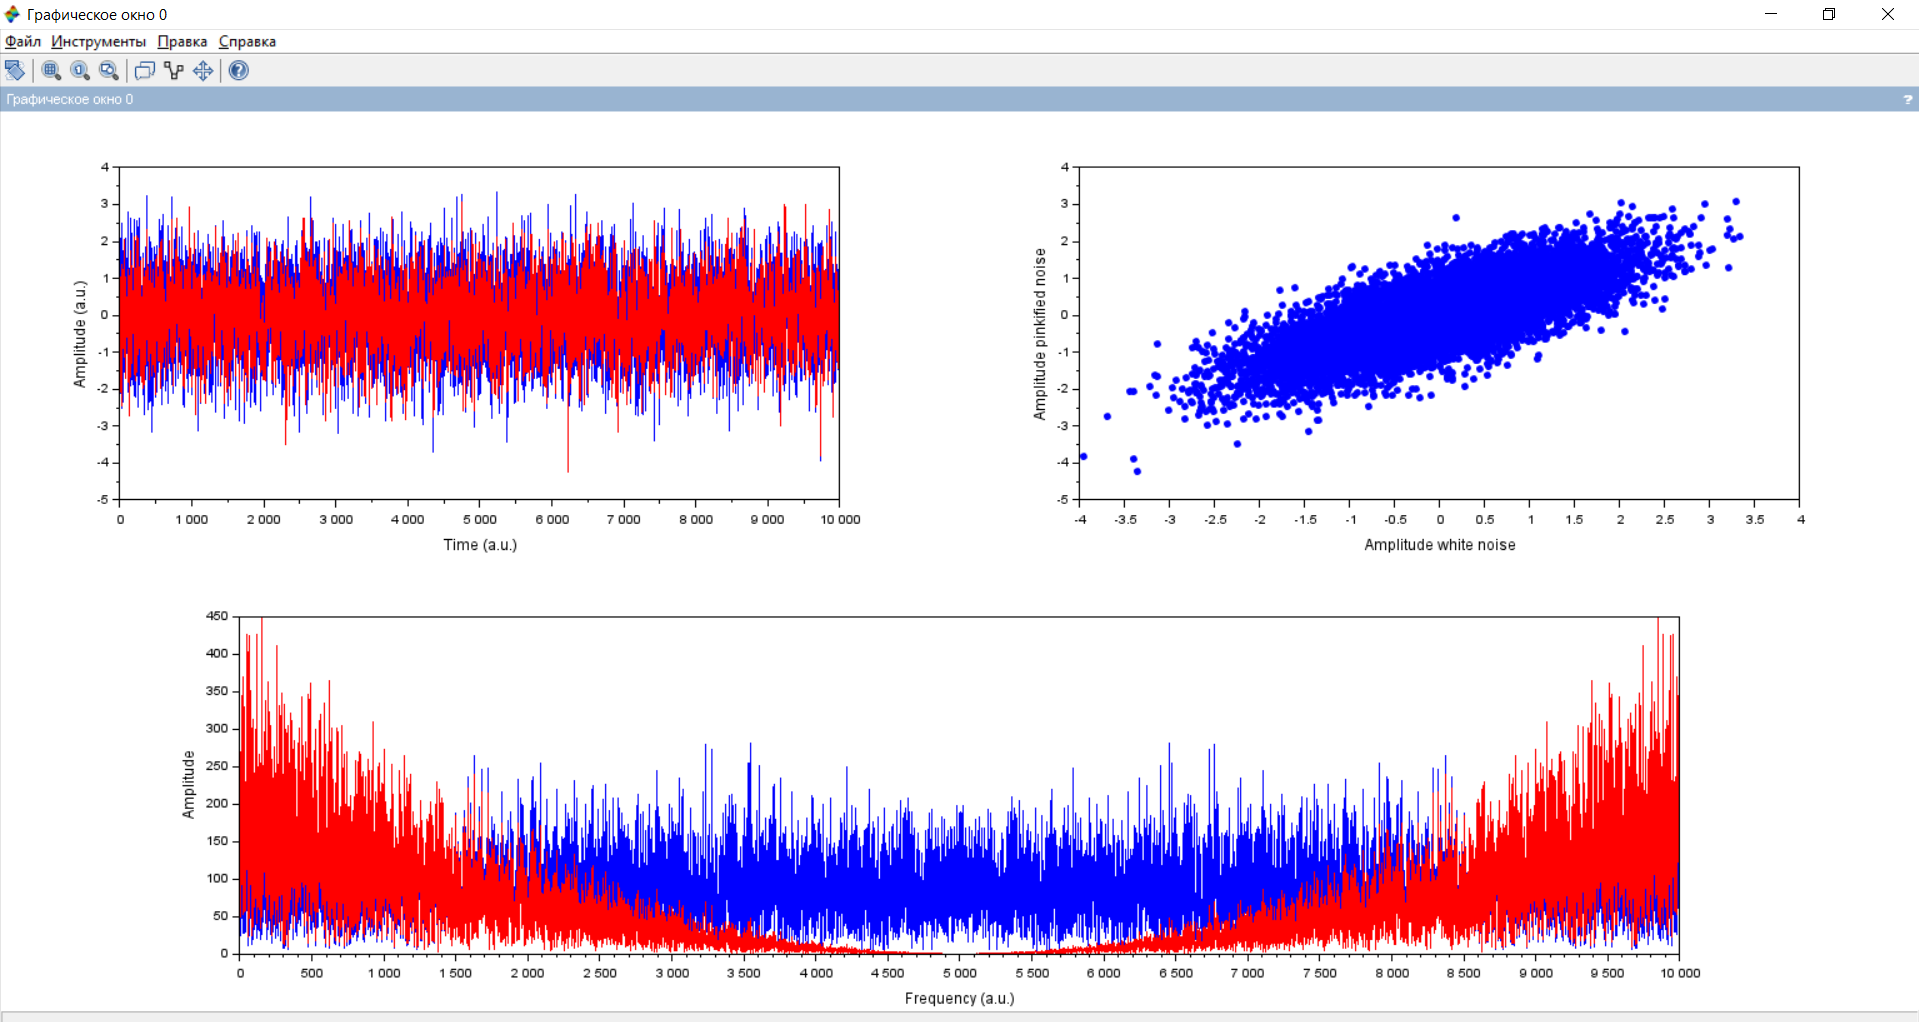 Графическое окно 0
Файл Инструменты Правка Справка
Графическое окно 0 ?
4
3
2
1
0
-1
-2
-3
-4
-5
Amplitude (a.u.)
0 1 000 2 000 3 000 4 000 5 000 6 000 7 000 8 000 9 000 10 000
Time (a.u.)
4
3
2
1
0
-1
-2
-3
-4
-5
Amplitude pinkified noise
-4 -3.5 -3 -2.5 -2 -1.5 -1 -0.5 0 0.5 1 1.5 2 2.5 3 3.5 4
Amplitude white noise
450
400
350
300
250
200
150
100
50
0
Amplitude
0 500 1 000 1 500 2 000 2 500 3 000 3 500 4 000 4 500 5 000 5 500 6 000 6 500 7 000 7 500 8 000 8 500 9 000 9 500 10 000
Frequency (a.u.)